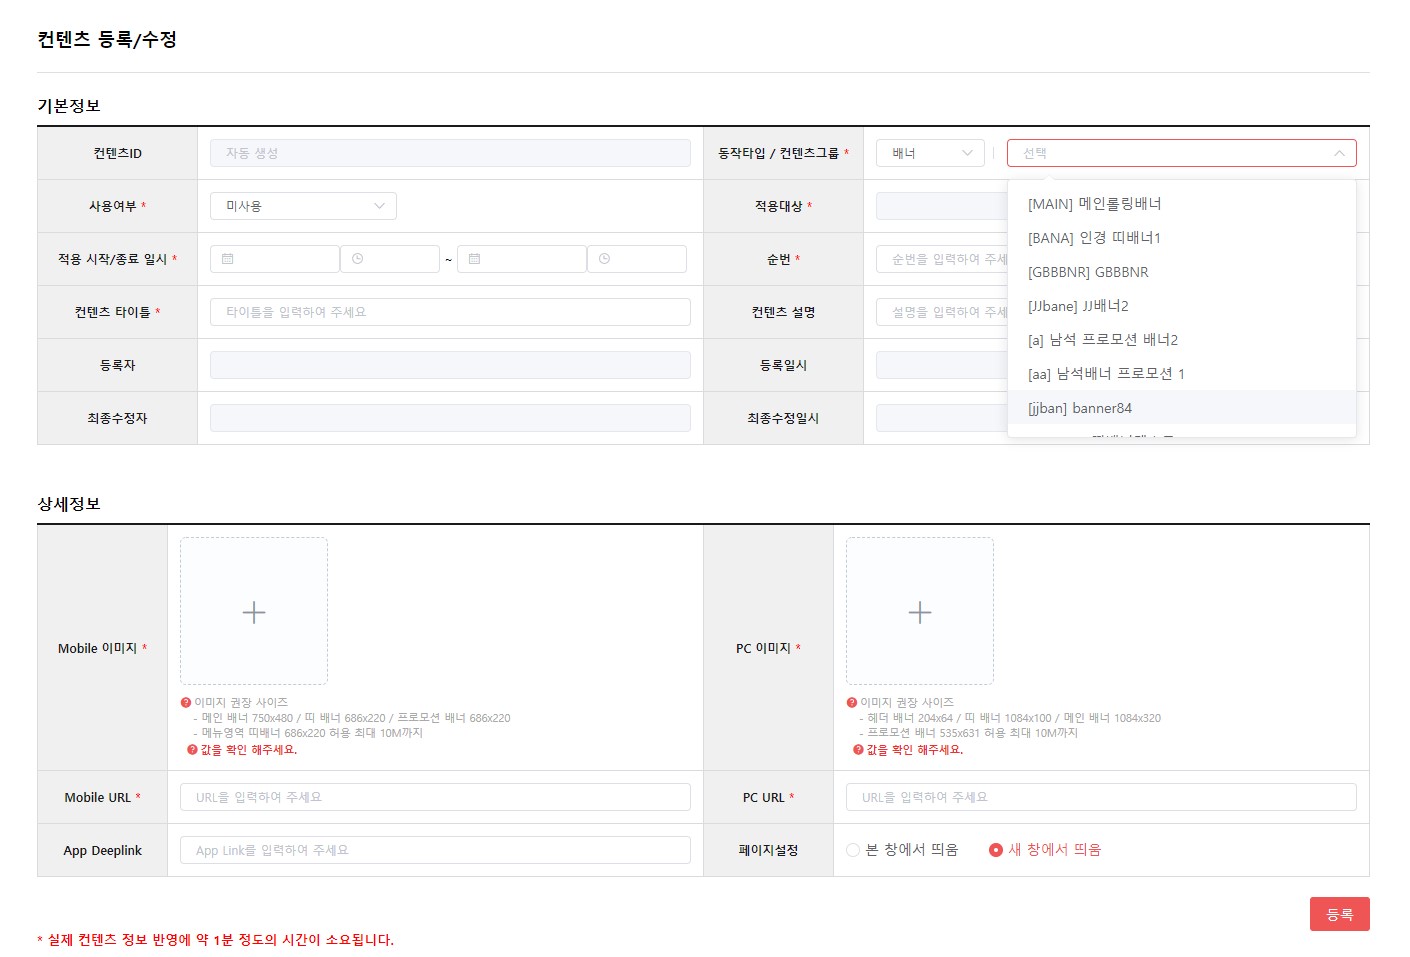 컨텐츠 등록/수정
기본정보
컨텐츠ID
자동 생성
동작타입 / 컨텐츠그룹 *
배너
선택
사용여부 *
미사용
적용대상 *
[MAIN] 메인롤링배너
[BANA] 인경 띠배너1
[GBBBNR] GBBBNR
[JJbane] JJ배너2
[a] 남석 프로모션 배너2
[aa] 남석배너 프로모션 1
[jjban] banner84
적용 시작/종료 일시 *
~
순번 *
순번을 입력하여 주세
컨텐츠 타이틀 *
타이틀을 입력하여 주세요
컨텐츠 설명
설명을 입력하여 주세
등록자
등록일시
최종수정자
최종수정일시
상세정보
Mobile 이미지 *
? 이미지 권장 사이즈
- 메인 배너 750x480 / 띠 배너 686x220 / 프로모션 배너 686x220
- 메뉴영역 띠배너 686x220 허용 최대 10M까지
? 값을 확인 해주세요.
PC 이미지 *
? 이미지 권장 사이즈
- 헤더 배너 204x64 / 띠 배너 1084x100 / 메인 배너 1084x320
- 프로모션 배너 535x631 허용 최대 10M까지
? 값을 확인 해주세요.
Mobile URL *
URL을 입력하여 주세요
PC URL *
URL을 입력하여 주세요
App Deeplink
App Link를 입력하여 주세요
페이지설정
본 창에서 띄움
새 창에서 띄움
등록
* 실제 컨텐츠 정보 반영에 약 1분 정도의 시간이 소요됩니다.